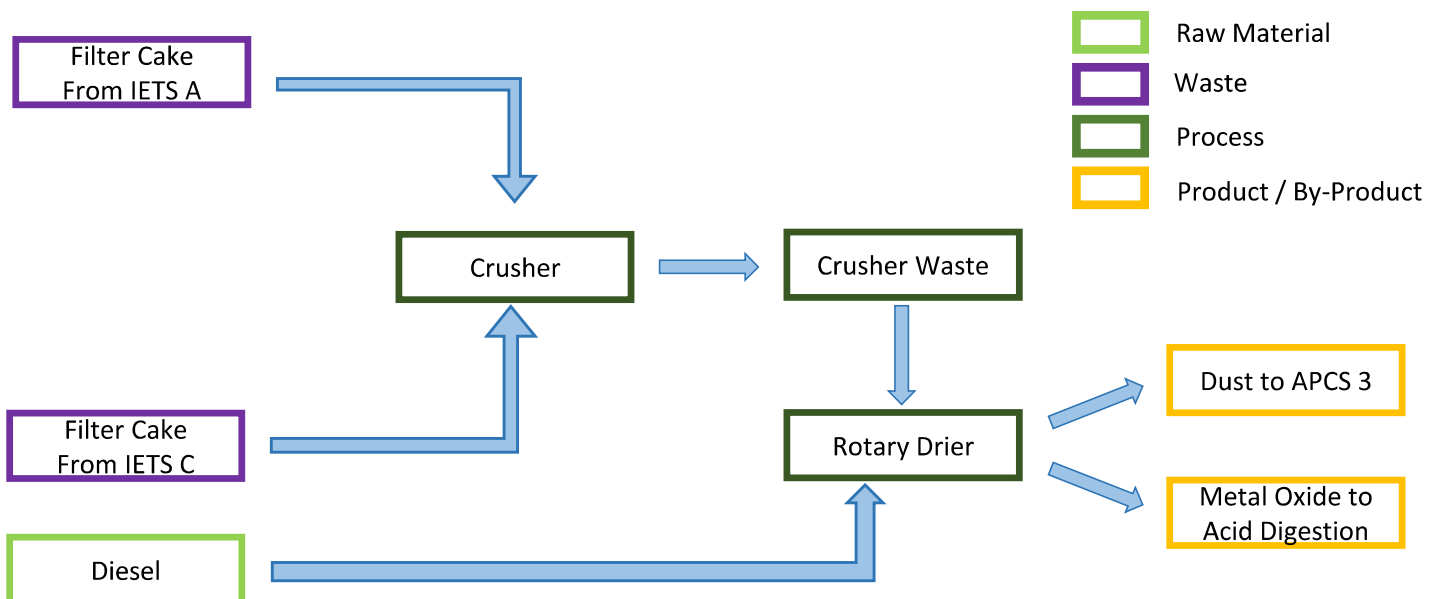 Filter Cake
From IETS A
Raw Material
Waste
Process
Product / By-Product
Crusher
Crusher Waste
Filter Cake
From IETS C
Rotary Drier
Dust to APCS 3
Metal Oxide to
Acid Digestion
Diesel